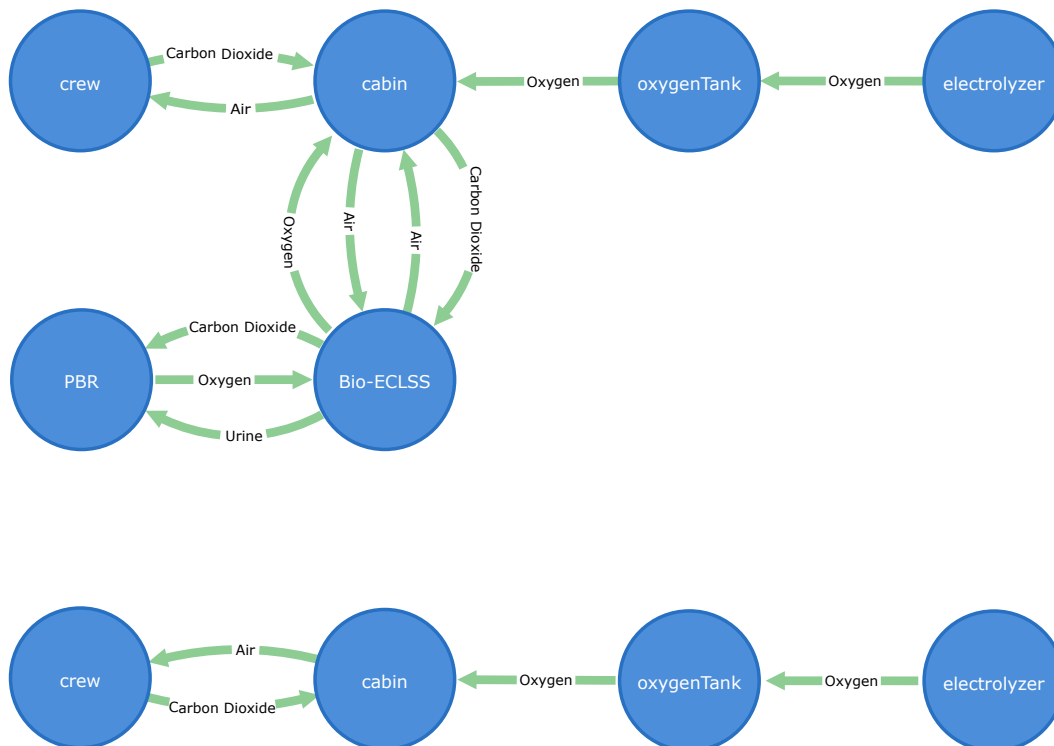 Carbon Dioxide
crew
cabin
Oxygen
oxygenTank
Oxygen
electrolyzer
Air
Oxygen
Air
Air
Carbon Dioxide
Carbon Dioxide
PBR
Oxygen
Bio-ECLSS
Urine
Air
crew
cabin
Oxygen
oxygenTank
Oxygen
electrolyzer
Carbon Dioxide